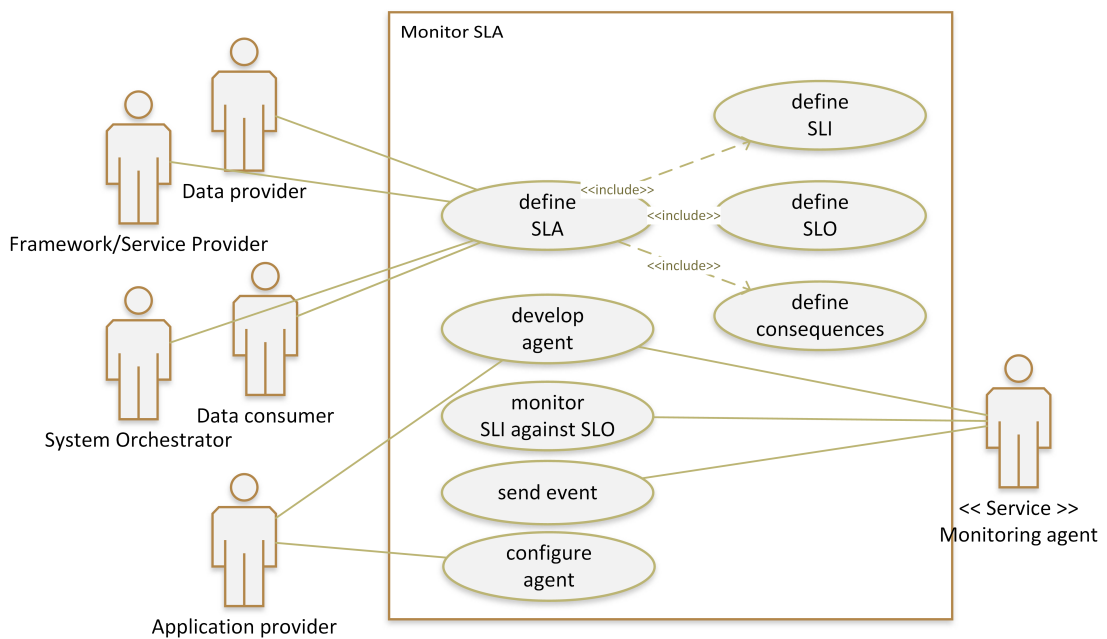 Monitor SLA
Data provider
Framework/Service Provider
Data consumer
System Orchestrator
Application provider
define
SLA
<<include>>
<<include>>
<<include>>
define
SLI
define
SLO
define
consequences
develop
agent
monitor
SLI against SLO
send event
configure
agent
<< Service >>
Monitoring agent